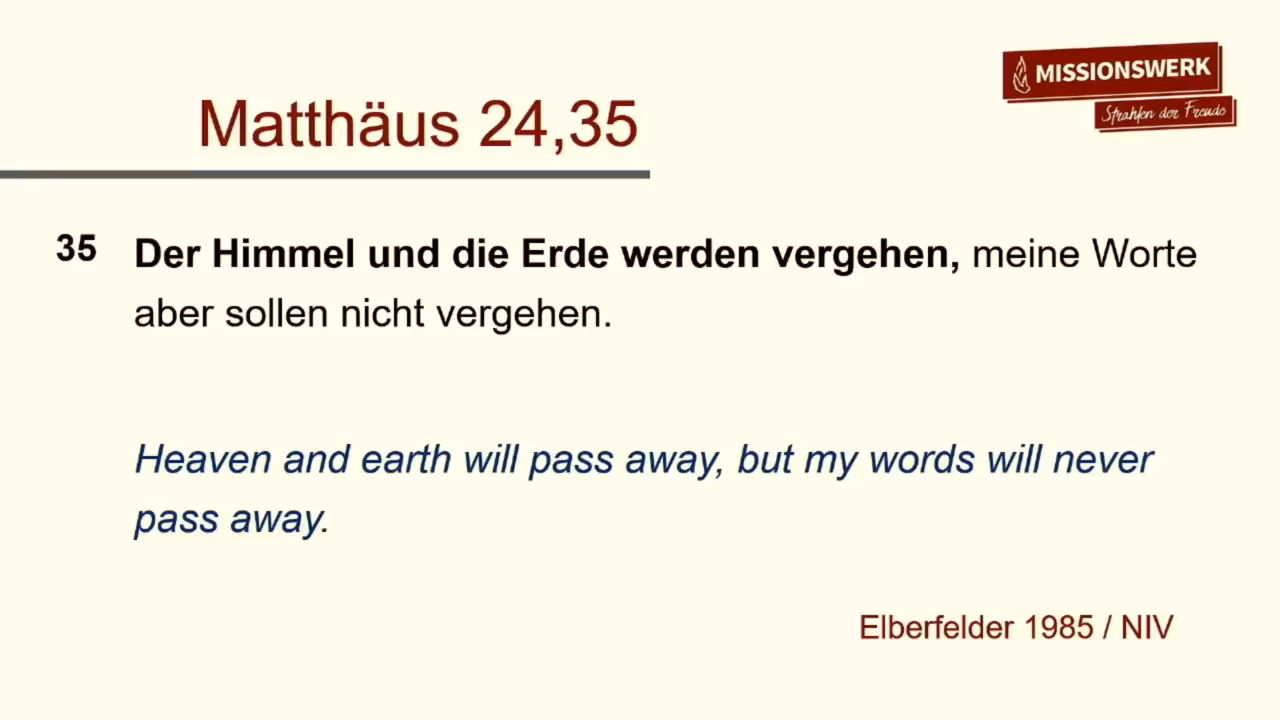 MISSIONSWERK
Strahlen der Freude
Matthäus 24,35
35 Der Himmel und die Erde werden vergehen, meine Worte
aber sollen nicht vergehen.
Heaven and earth will pass away, but my words will never
pass away.
Elberfelder 1985 / NIV